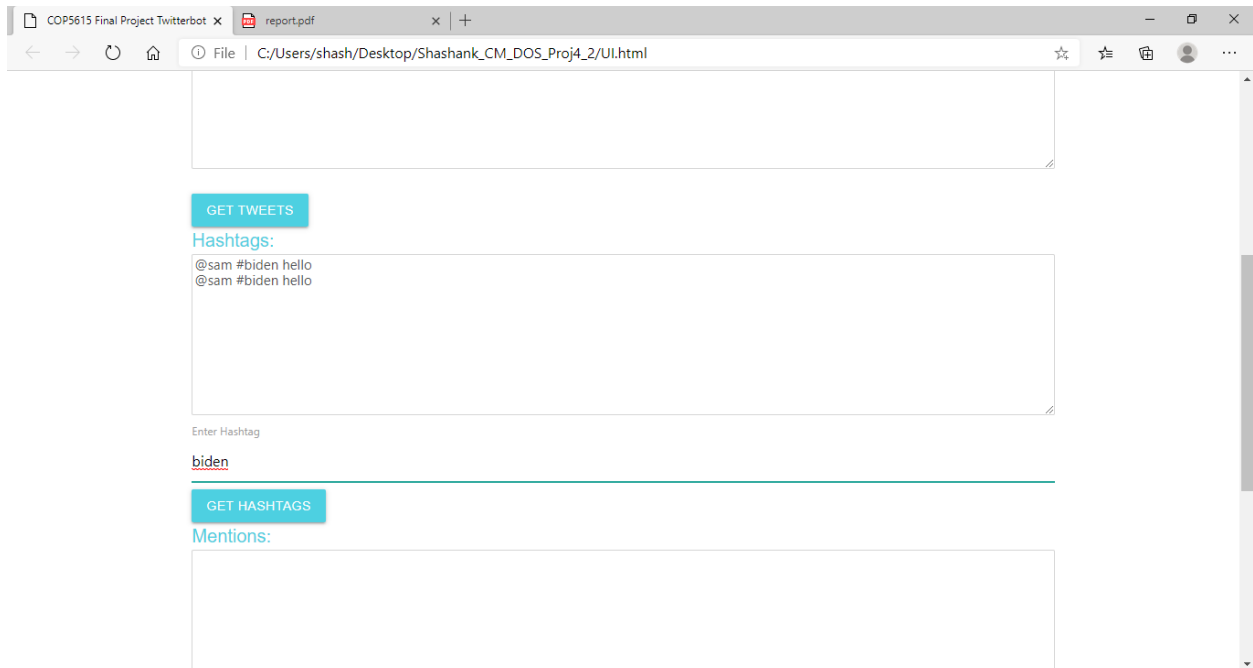 COP5615 Final Project Twitterbot
report.pdf
File | C:/Users/shash/Desktop/Shashank_CM_DOS_Proj4_2/UI.html
GET TWEETS
Hashtags:
@sam #biden hello
@sam #biden hello
Enter Hashtag
biden
GET HASHTAGS
Mentions: